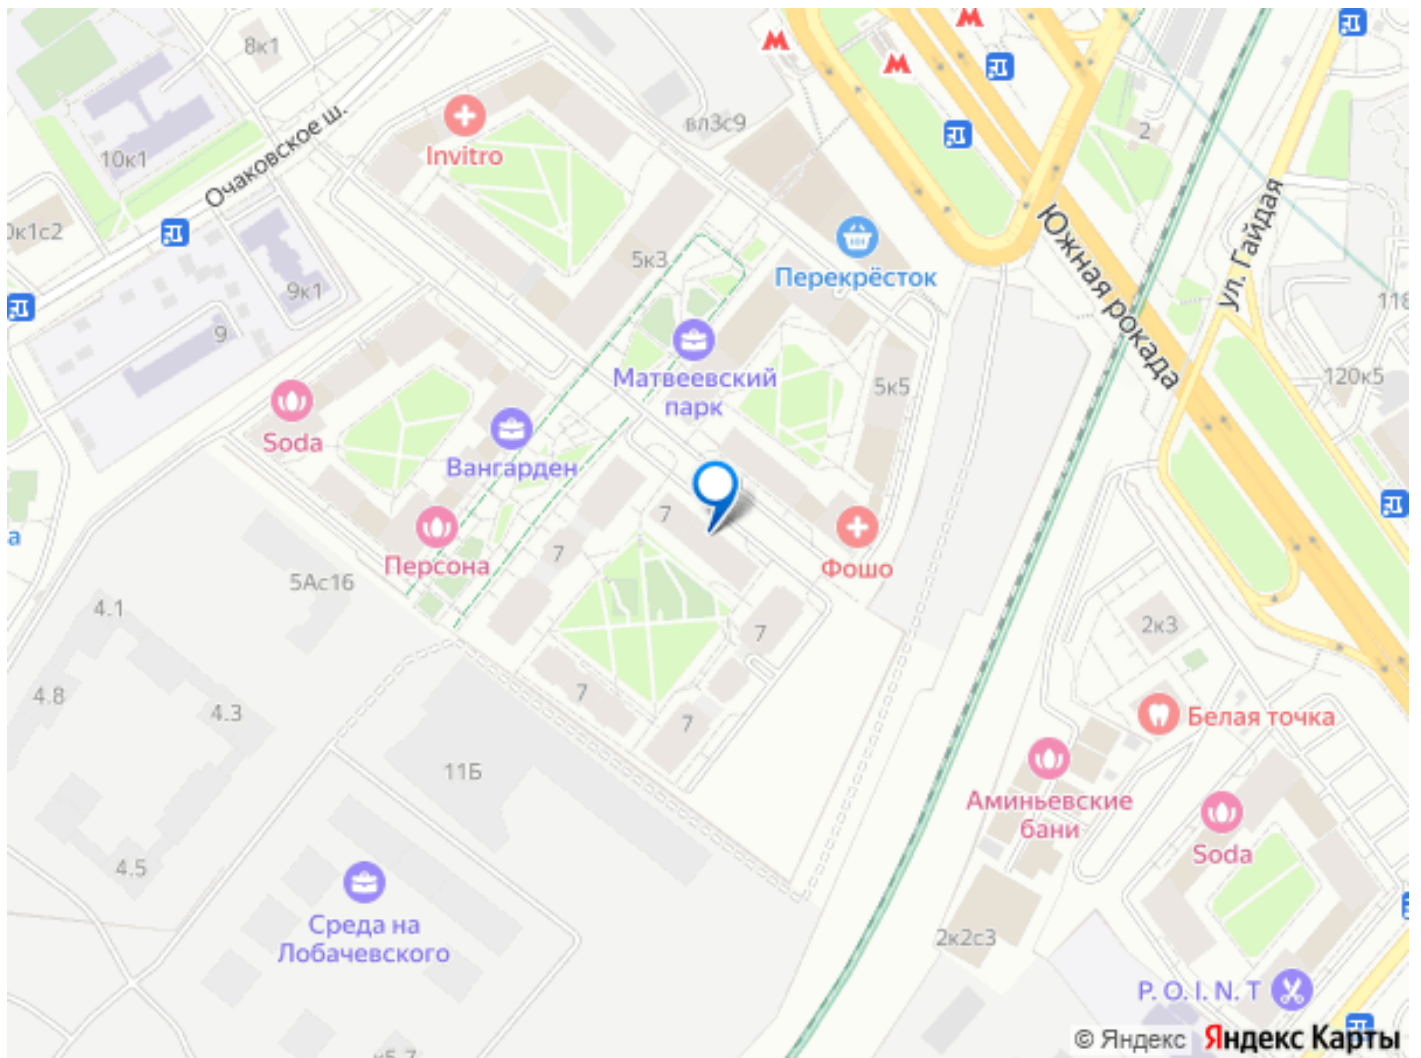 8к1
вл3с9
2
Invitro
10к1
Очаковское ш.
5к3
Перекрёсток
Южная рокада
ул. Гайдая
9к1
9
118
120к5
Матвеевский
парк
5к5
Soda
Вангарден
7
Фошо
Персона
7
5Ас16
4.1
7
2к3
4.8
4.3
7
7
Белая точка
11Б
Аминьевские
бани
4.5
Soda
Среда на
Лобачевского
2к2с3
P. O. I. N. T
© Яндекс
Яндекс Карты